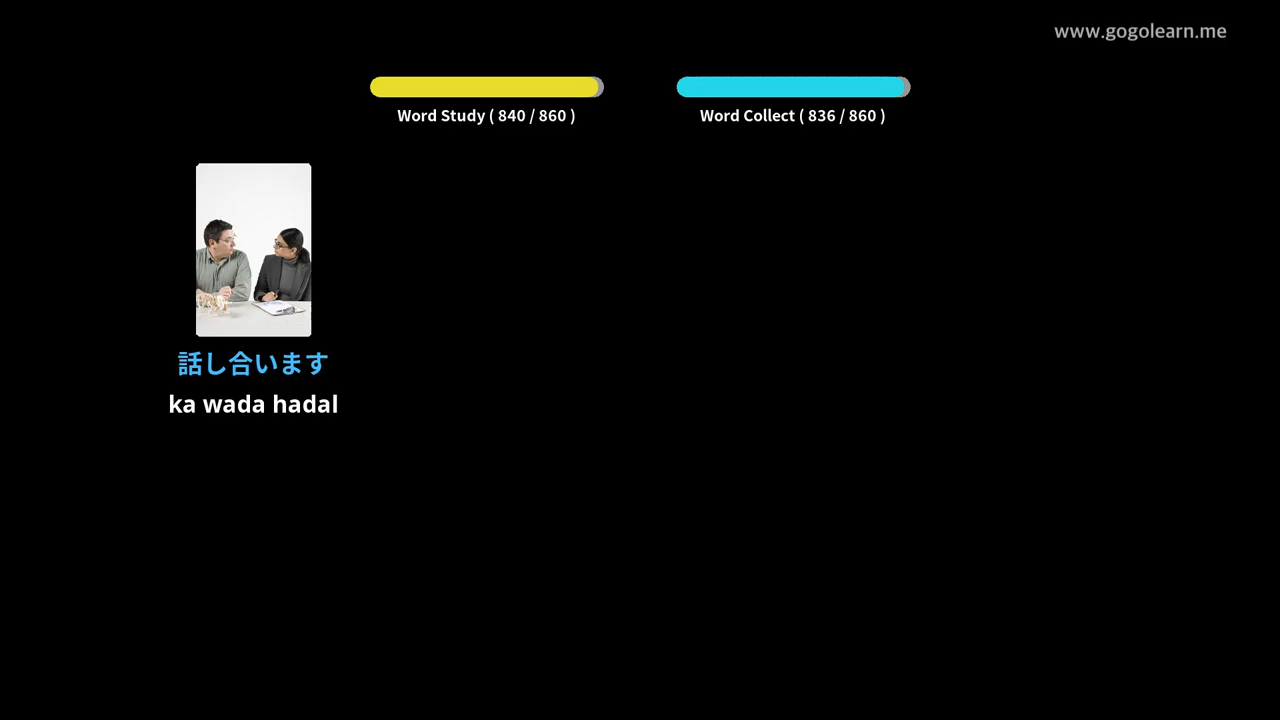 www.gogolearn.me
Word Study ( 840 / 860 )
Word Collect ( 836 / 860 )
話し合います
ka wada hadal